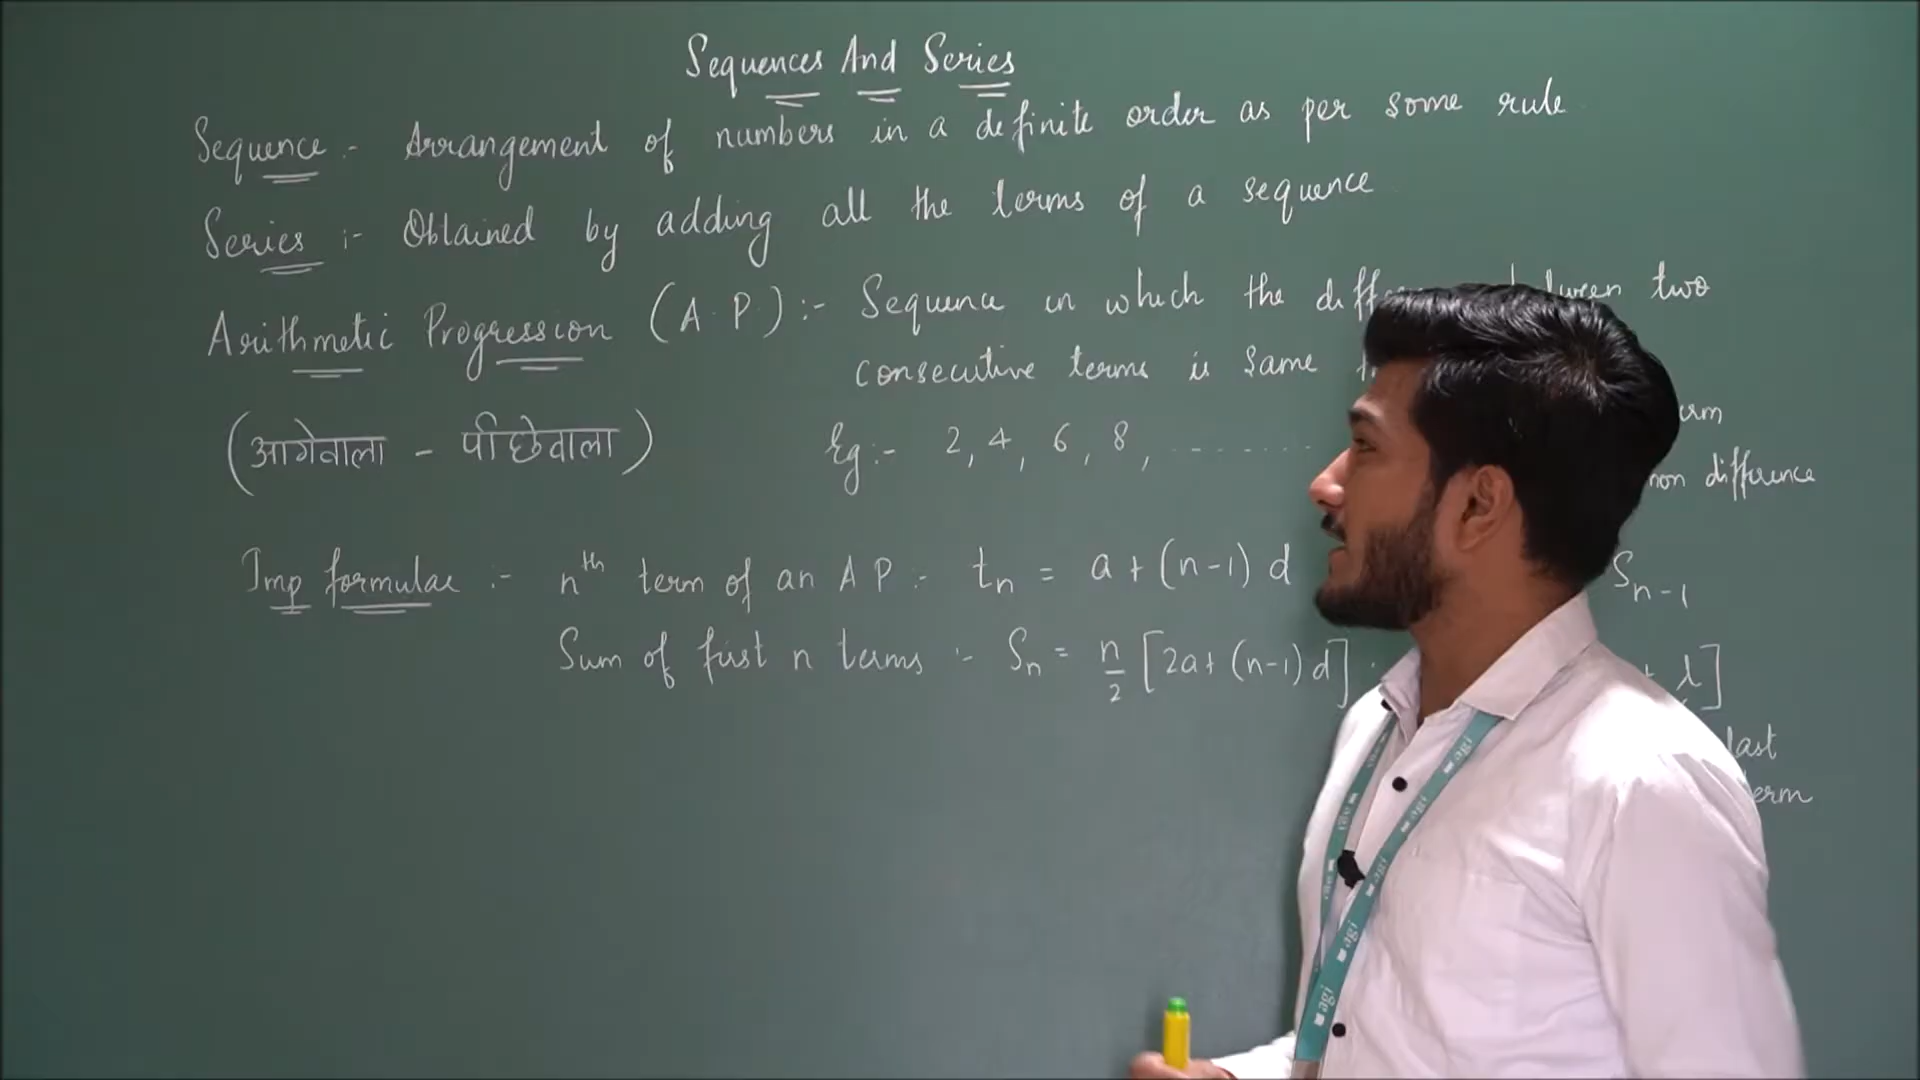 Sequences And Series
Sequence :- Arrangement of numbers in a definite order as per some rule
Series :- Obtained by adding all the terms of a sequence
Arithmetic Progression (A.P.) :- Sequence in which the two
consecutive terms is same
(आगेवाला - पीछेवाला)
Eg :- 2, 4, 6, 8, ........
difference
Imp formulae :- nth term of an AP :- tn = a + (n-1) d Sn-1
Sum of first n terms :- Sn = n/2 [2a + (n-1) d] l]
last
ige